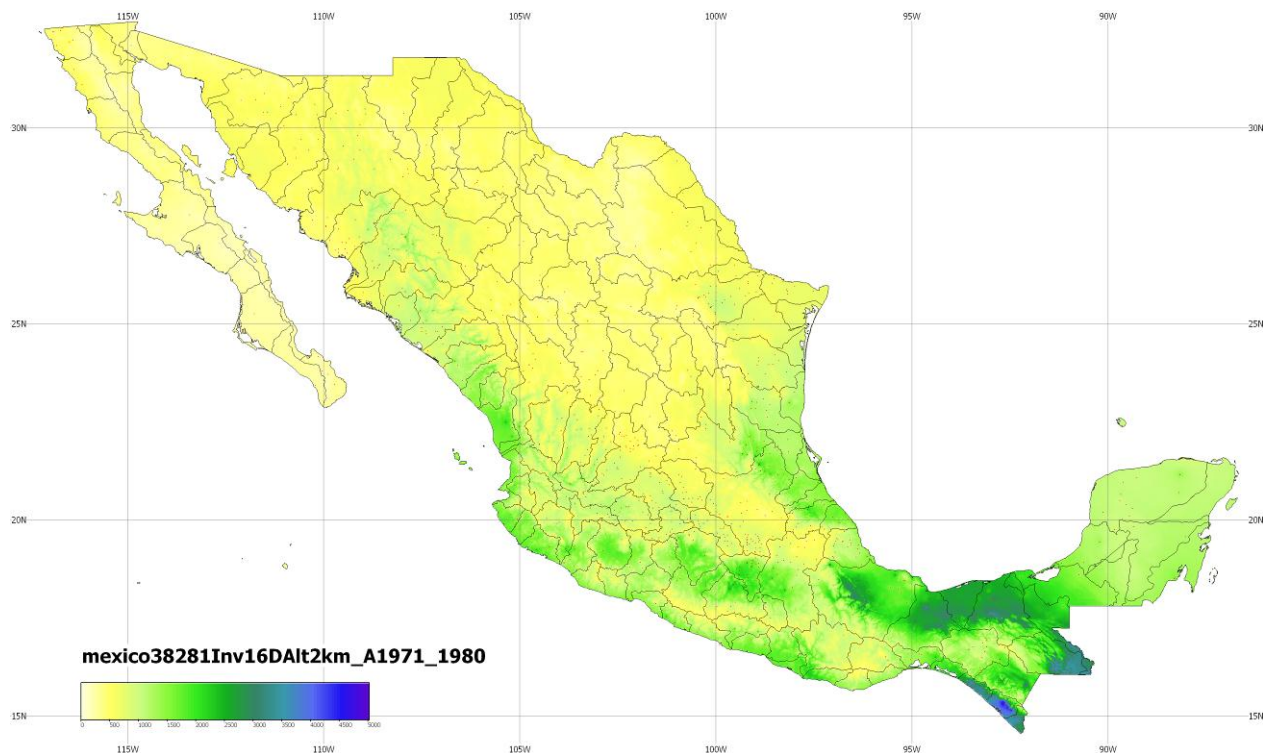 115W 110W 105W 100W 95W 90W
30N 30N
25N 25N
20N 20N
mexico38281Inv16DAlt2km_A1971_1980
0 500 1000 1500 2000 2500 3000 3500 4000 4500 5000
15N 15N
115W 110W 105W 100W 95W 90W